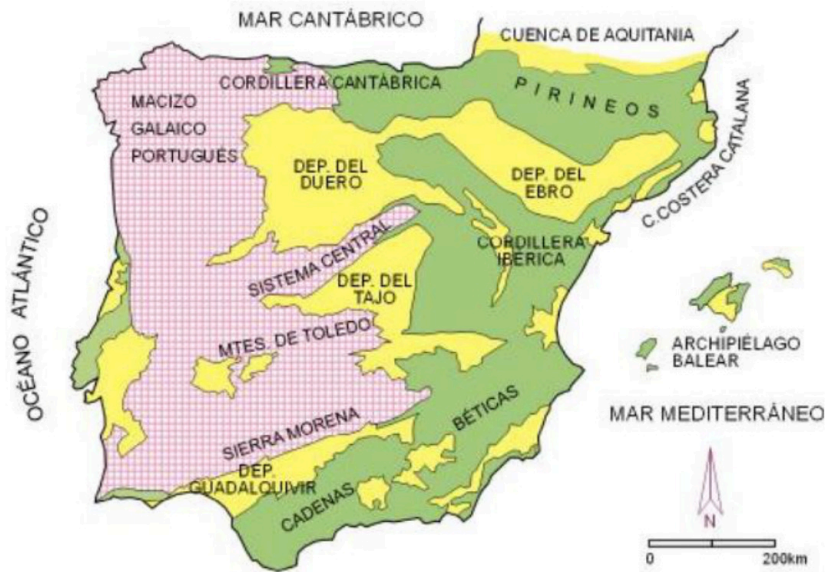 MAR CANTÁBRICO
CUENCA DE AQUITANIA
CORDILLERA CANTÁBRICA
PIRINEOS
MACIZO
GALAICO
PORTUGUÉS
C.COSTERA CATALANA
DEP. DEL
DUERO
DEP. DEL
EBRO
OCÉANO ATLÁNTICO
SISTEMA CENTRAL
CORDILLERA
IBÉRICA
DEP. DEL
TAJO
MTES. DE TOLEDO
ARCHIPIÉLAGO
BALEAR
SIERRA MORENA
BÉTICAS
MAR MEDITERRÁNEO
DEP.
GUADALQUIVIR
CADENAS
N
0 200km